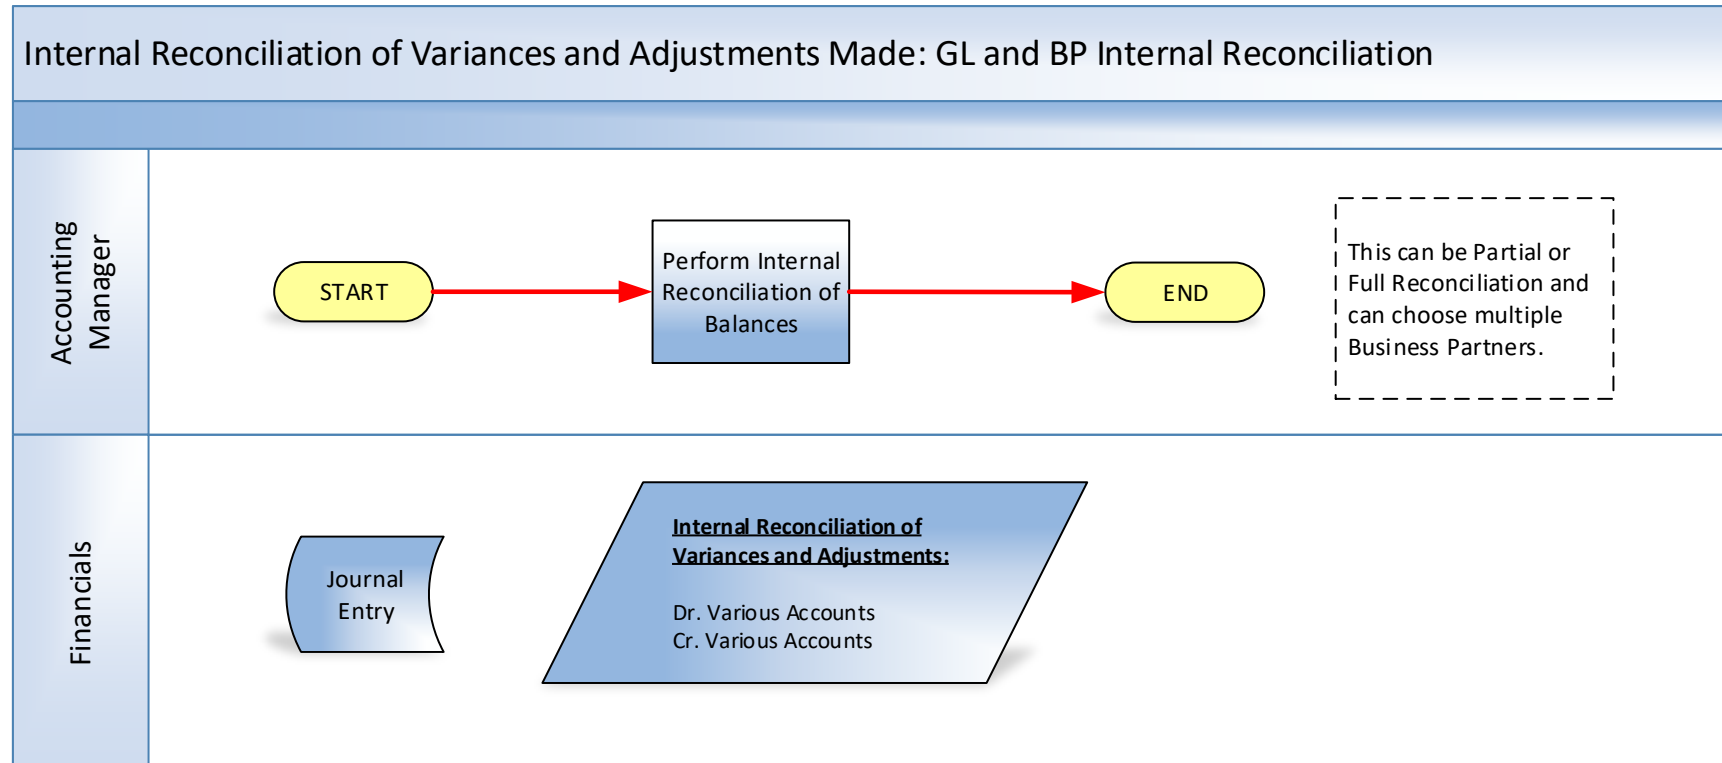 Internal Reconciliation of Variances and Adjustments Made: GL and BP Internal Reconciliation
Accounting
Manager
START
Perform Internal
Reconciliation of
Balances
END
This can be Partial or
Full Reconciliation and
can choose multiple
Business Partners.
Financials
Journal
Entry
Internal Reconciliation of
Variances and Adjustments:
Dr. Various Accounts
Cr. Various Accounts